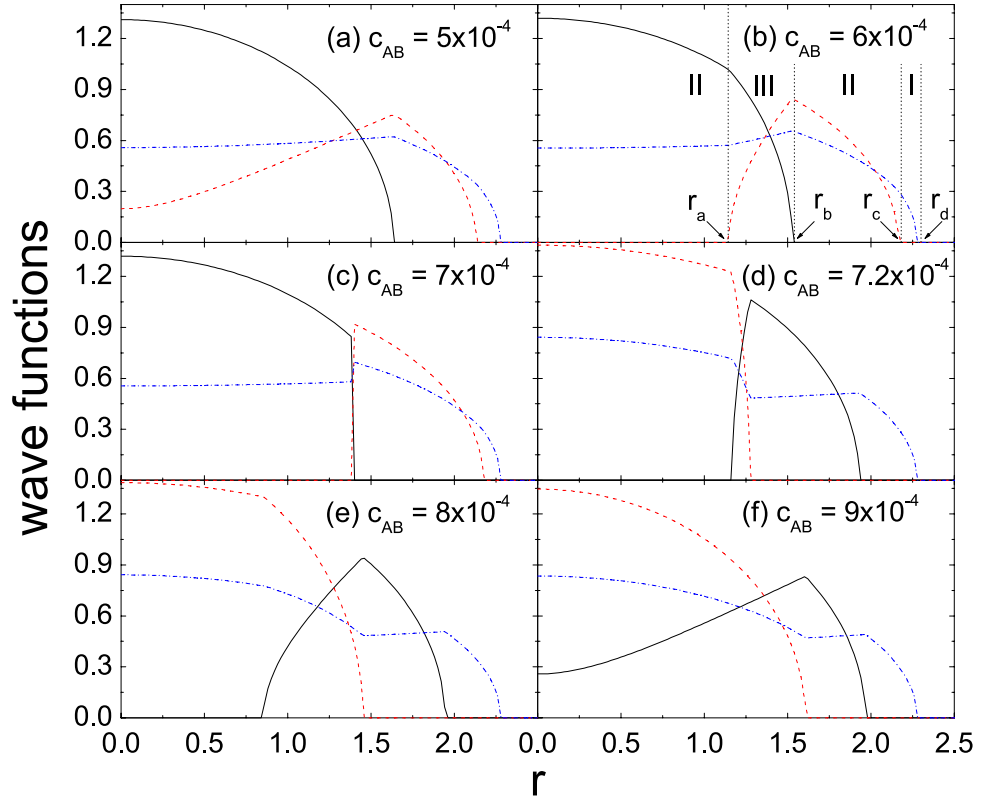 wave functions
1.2
0.9
0.6
0.3
0.0
(a) c_AB = 5x10^-4
(b) c_AB = 6x10^-4
II III II I
r_a r_b r_c r_d
1.2
0.9
0.6
0.3
0.0
(c) c_AB = 7x10^-4
(d) c_AB = 7.2x10^-4
1.2
0.9
0.6
0.3
0.0
(e) c_AB = 8x10^-4
(f) c_AB = 9x10^-4
0.0 0.5 1.0 1.5 2.0 0.0 0.5 1.0 1.5 2.0 2.5
r